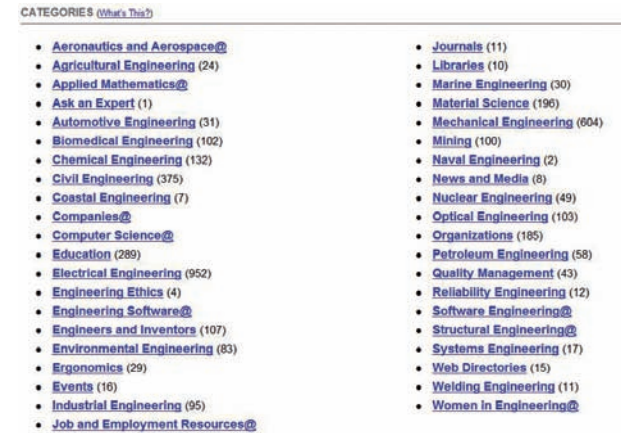 CATEGORIES (What's This?)
Aeronautics and Aerospace@
Agricultural Engineering (24)
Applied Mathematics@
Ask an Expert (1)
Automotive Engineering (31)
Biomedical Engineering (102)
Chemical Engineering (132)
Civil Engineering (375)
Coastal Engineering (7)
Companies@
Computer Science@
Education (289)
Electrical Engineering (952)
Engineering Ethics (4)
Engineering Software@
Engineers and Inventors (107)
Environmental Engineering (83)
Ergonomics (29)
Events (16)
Industrial Engineering (95)
Job and Employment Resources@
Journals (11)
Libraries (10)
Marine Engineering (30)
Material Science (196)
Mechanical Engineering (604)
Mining (100)
Naval Engineering (2)
News and Media (8)
Nuclear Engineering (49)
Optical Engineering (103)
Organizations (185)
Petroleum Engineering (58)
Quality Management (43)
Reliability Engineering (12)
Software Engineering@
Structural Engineering@
Systems Engineering (17)
Web Directories (15)
Welding Engineering (11)
Women in Engineering@